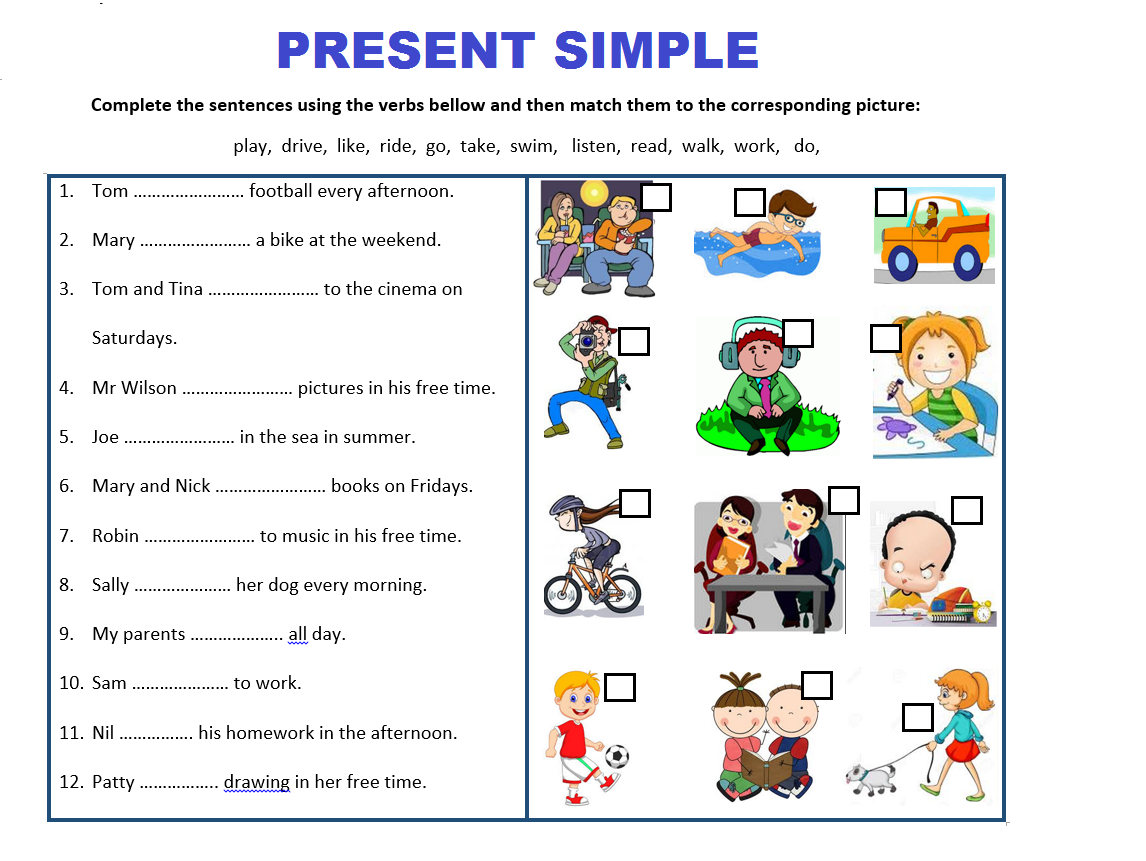 PRESENT SIMPLE
Complete the sentences using the verbs bellow and then match them to the corresponding picture:
play, drive, like, ride, go, take, swim, listen, read, walk, work, do,
1. Tom …………………… football every afternoon.
2. Mary …………………… a bike at the weekend.
3. Tom and Tina …………………… to the cinema on
Saturdays.
4. Mr Wilson …………………… pictures in his free time.
5. Joe …………………… in the sea in summer.
6. Mary and Nick …………………… books on Fridays.
7. Robin …………………… to music in his free time.
8. Sally ………………… her dog every morning.
9. My parents ……………….. all day.
10. Sam ………………… to work.
11. Nil ……………. his homework in the afternoon.
12. Patty …………….. drawing in her free time.